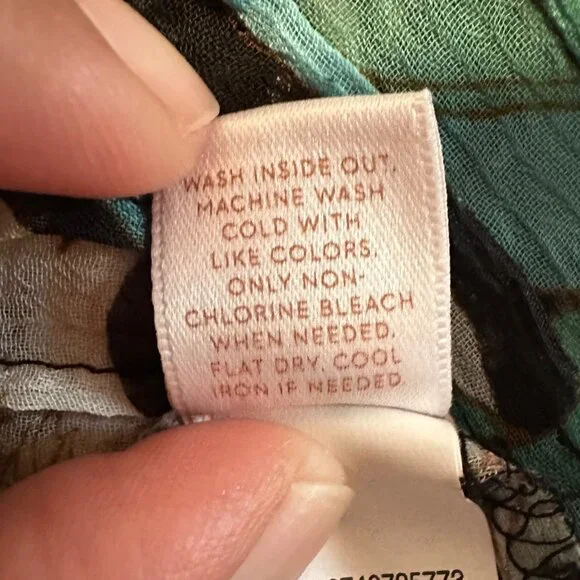 WASH INSIDE OUT.
MACHINE WASH
COLD WITH
LIKE COLORS.
ONLY NON-
CHLORINE BLEACH
WHEN NEEDED.
FLAT DRY. COOL
IRON IF NEEDED